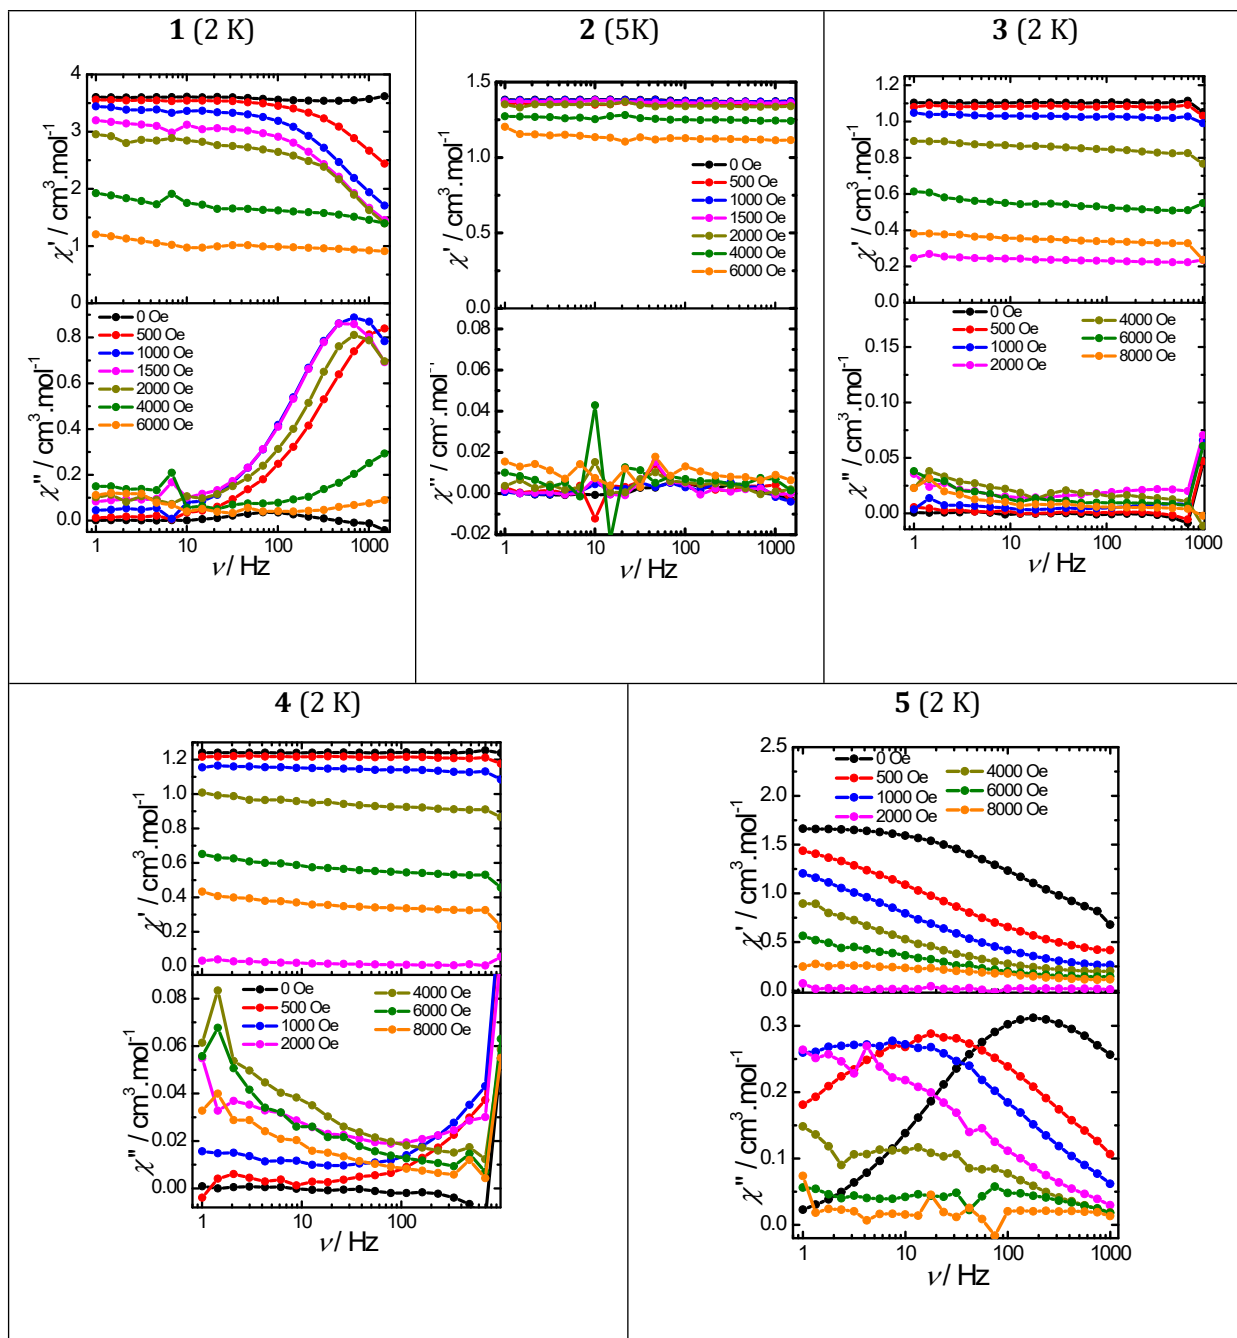 1 (2 K)
4
3
2
1
0
χ' / cm³.mol⁻¹
0 Oe
500 Oe
1000 Oe
1500 Oe
2000 Oe
4000 Oe
6000 Oe
0.8
0.6
0.4
0.2
0.0
χ'' / cm³.mol⁻¹
1 10 100 1000
ν / Hz
2 (5K)
1.5
1.0
0.5
0.0
χ' / cm³.mol⁻¹
0 Oe
500 Oe
1000 Oe
1500 Oe
2000 Oe
4000 Oe
6000 Oe
0.06
0.04
0.02
0.00
-0.02
1 10 100 1000
ν / Hz
3 (2 K)
1.2
1.0
0.8
0.6
0.4
0.2
0.0
χ' / cm³.mol⁻¹
0 Oe
500 Oe
1000 Oe
2000 Oe
4000 Oe
6000 Oe
8000 Oe
0.15
0.10
0.05
0.00
χ'' / cm³.mol⁻¹
1 10 100 1000
ν / Hz
4 (2 K)
1.2
1.0
0.8
0.6
0.4
0.2
0.0
χ' / cm³.mol⁻¹
0 Oe
500 Oe
1000 Oe
2000 Oe
4000 Oe
6000 Oe
8000 Oe
0.08
0.06
0.04
0.02
0.00
χ'' / cm³.mol⁻¹
1 10 100
ν / Hz
5 (2 K)
2.5
2.0
1.5
1.0
0.5
0.0
χ' / cm³.mol⁻¹
0 Oe
500 Oe
1000 Oe
2000 Oe
4000 Oe
6000 Oe
8000 Oe
0.3
0.2
0.1
0.0
χ'' / cm³.mol⁻¹
1 10 100 1000
ν / Hz